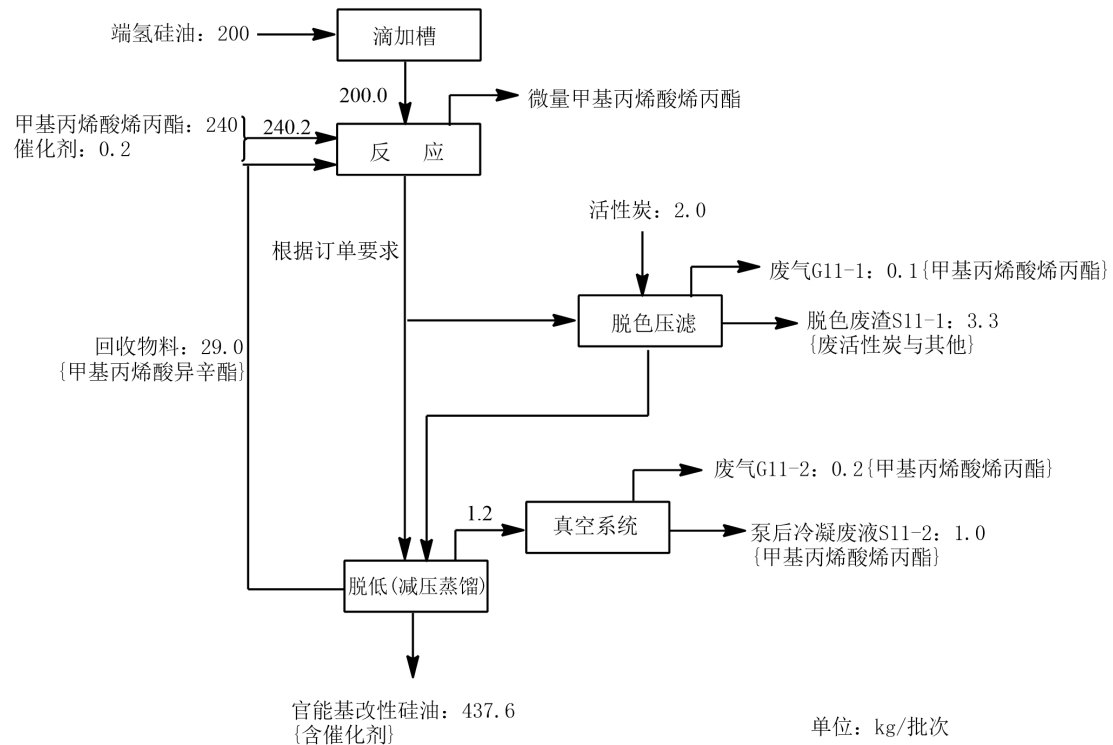 端氢硅油：200
滴加槽
200.0
微量甲基丙烯酸烯丙酯
甲基丙烯酸烯丙酯：240
催化剂：0.2
240.2
反 应
活性炭：2.0
根据订单要求
废气G11-1：0.1{甲基丙烯酸烯丙酯}
脱色压滤
脱色废渣S11-1：3.3
{废活性炭与其他}
回收物料：29.0
{甲基丙烯酸异辛酯}
废气G11-2：0.2{甲基丙烯酸烯丙酯}
1.2
真空系统
泵后冷凝废液S11-2：1.0
{甲基丙烯酸烯丙酯}
脱低(减压蒸馏)
官能基改性硅油：437.6
{含催化剂}
单位：kg/批次